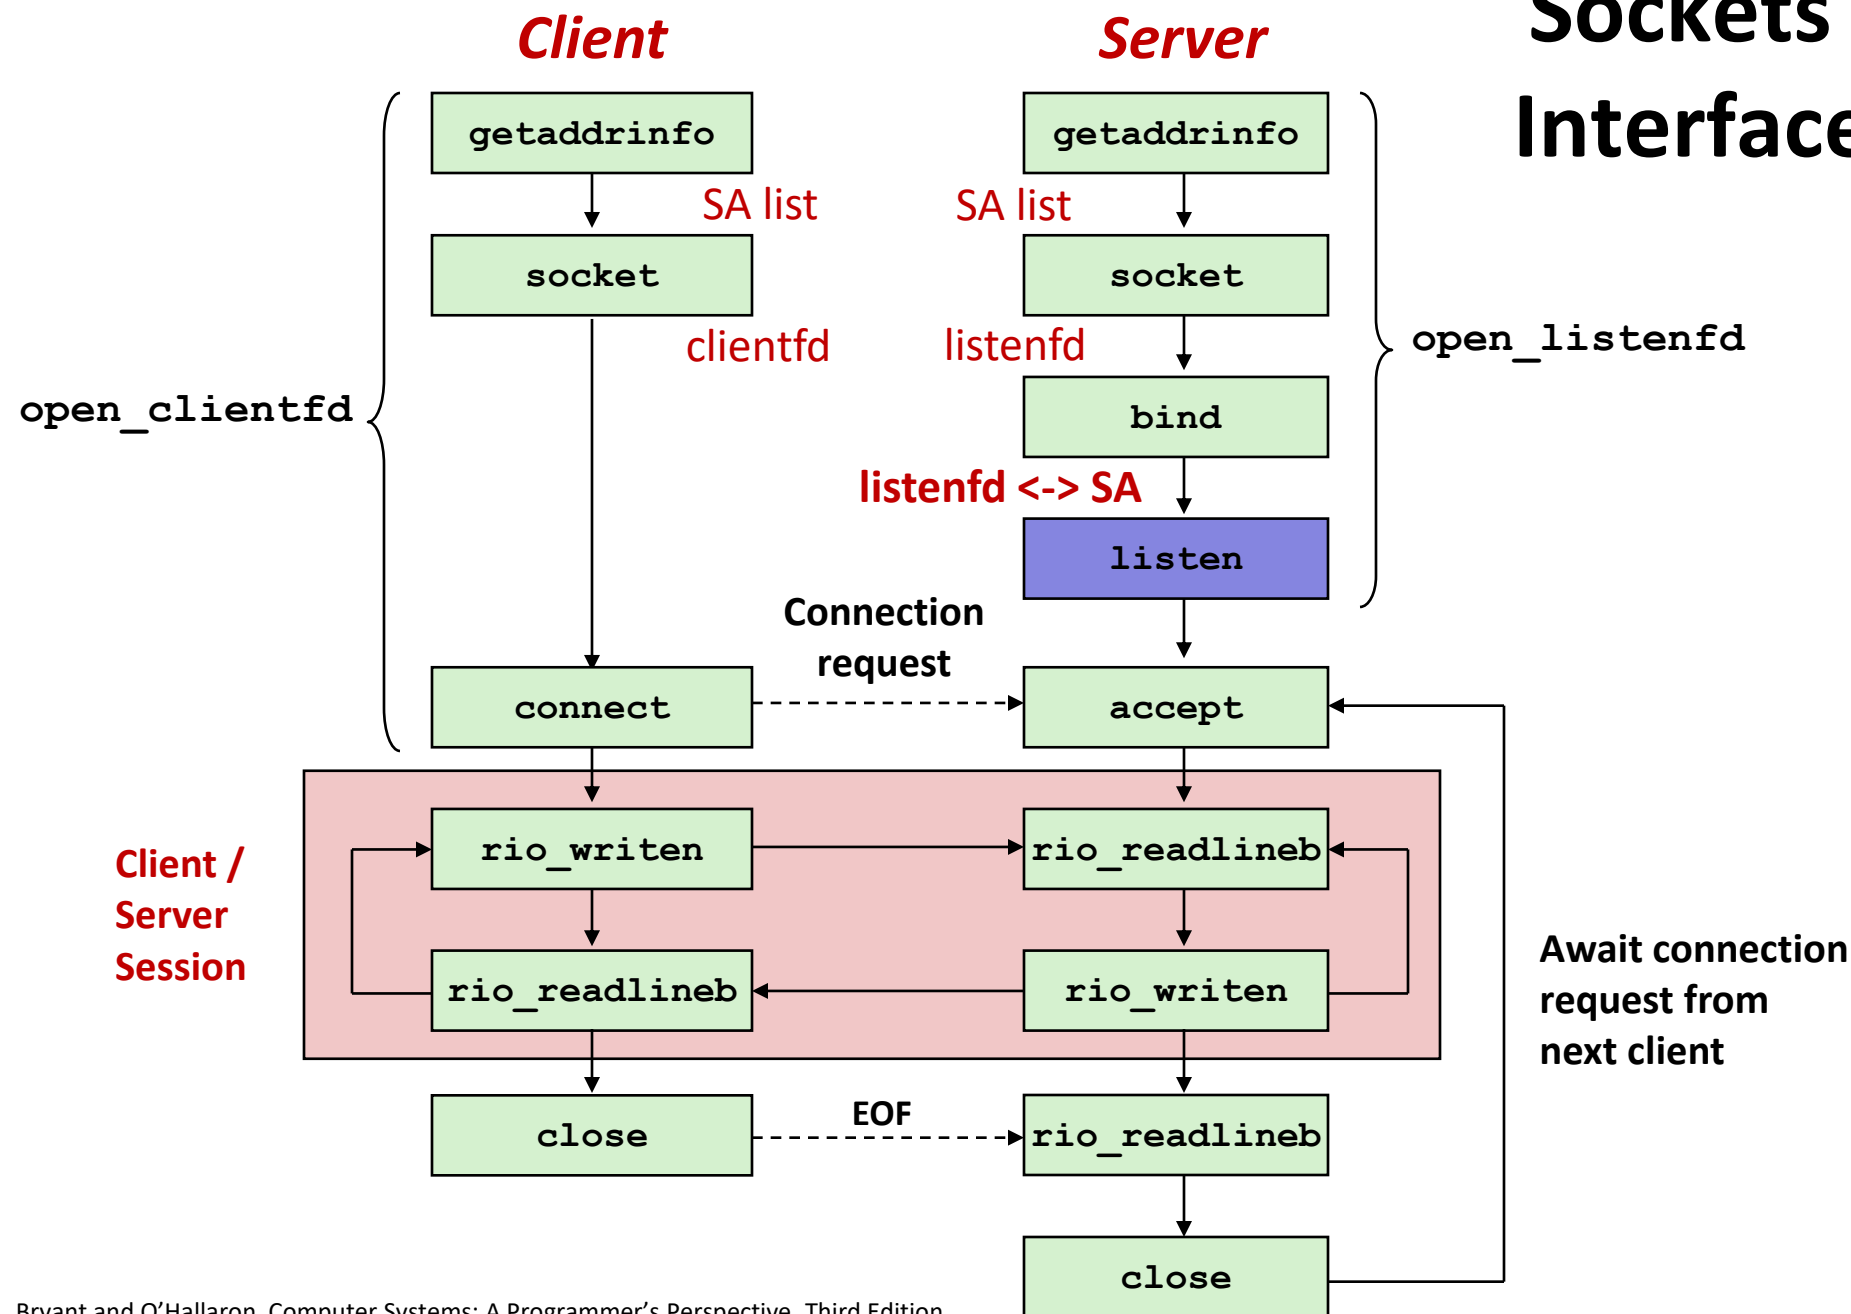 Client
Server
Sockets
Interface
getaddrinfo
getaddrinfo
SA list
SA list
socket
socket
clientfd
listenfd
open_listenfd
open_clientfd
bind
listenfd <-> SA
listen
Connection
request
connect
accept
Client /
Server
Session
rio_writen
rio_readlineb
rio_readlineb
rio_writen
Await connection
request from
next client
close
EOF
rio_readlineb
close
Bryant and O'Hallaron, Computer Systems: A Programmer's Perspective, Third Edition